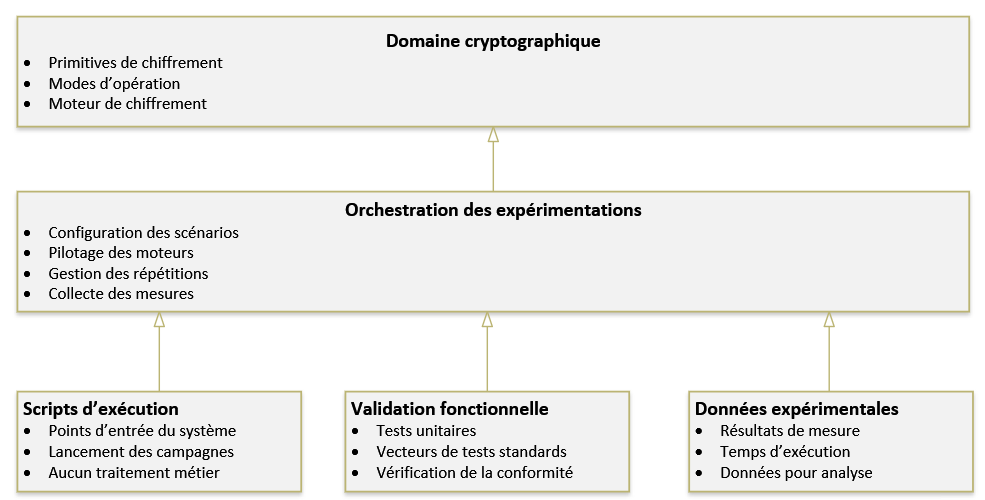 Domaine cryptographique
• Primitives de chiffrement
• Modes d’opération
• Moteur de chiffrement
Orchestration des expérimentations
• Configuration des scénarios
• Pilotage des moteurs
• Gestion des répétitions
• Collecte des mesures
Scripts d’exécution
• Points d’entrée du système
• Lancement des campagnes
• Aucun traitement métier
Validation fonctionnelle
• Tests unitaires
• Vecteurs de tests standards
• Vérification de la conformité
Données expérimentales
• Résultats de mesure
• Temps d’exécution
• Données pour analyse